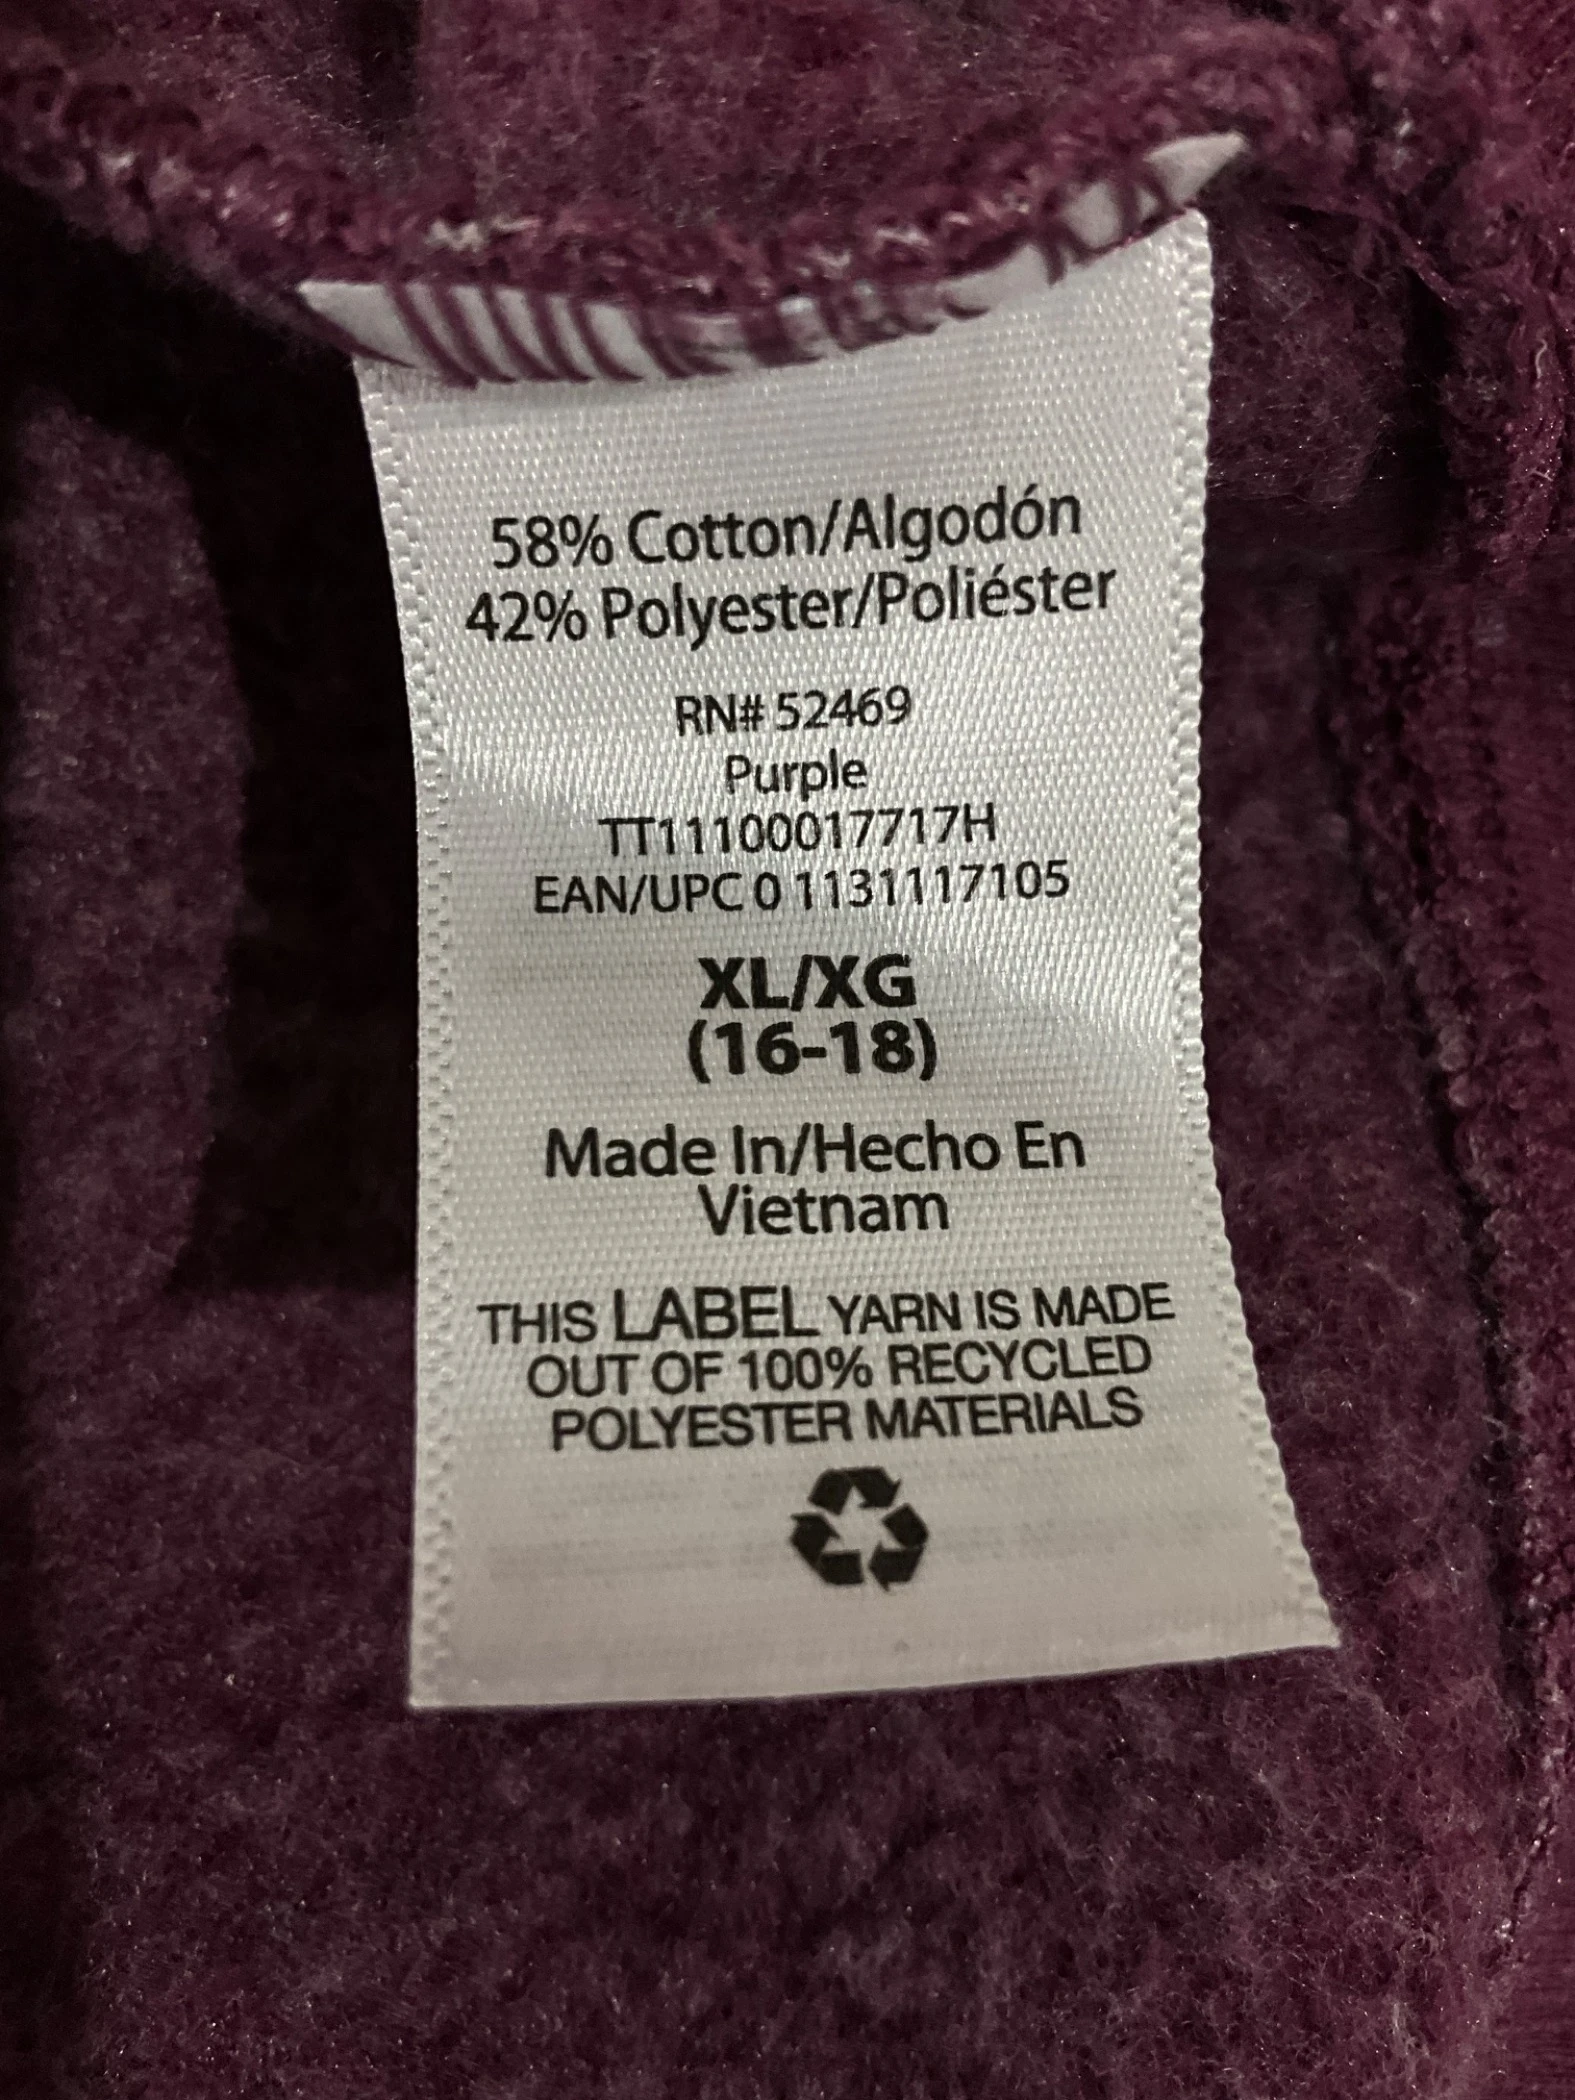 58% Cotton/Algodón
42% Polyester/Poliéster
RN# 52469
Purple
TT11100017717H
EAN/UPC 0 1131117105
XL/XG
(16-18)
Made In/Hecho En
Vietnam
THIS LABEL YARN IS MADE
OUT OF 100% RECYCLED
POLYESTER MATERIALS